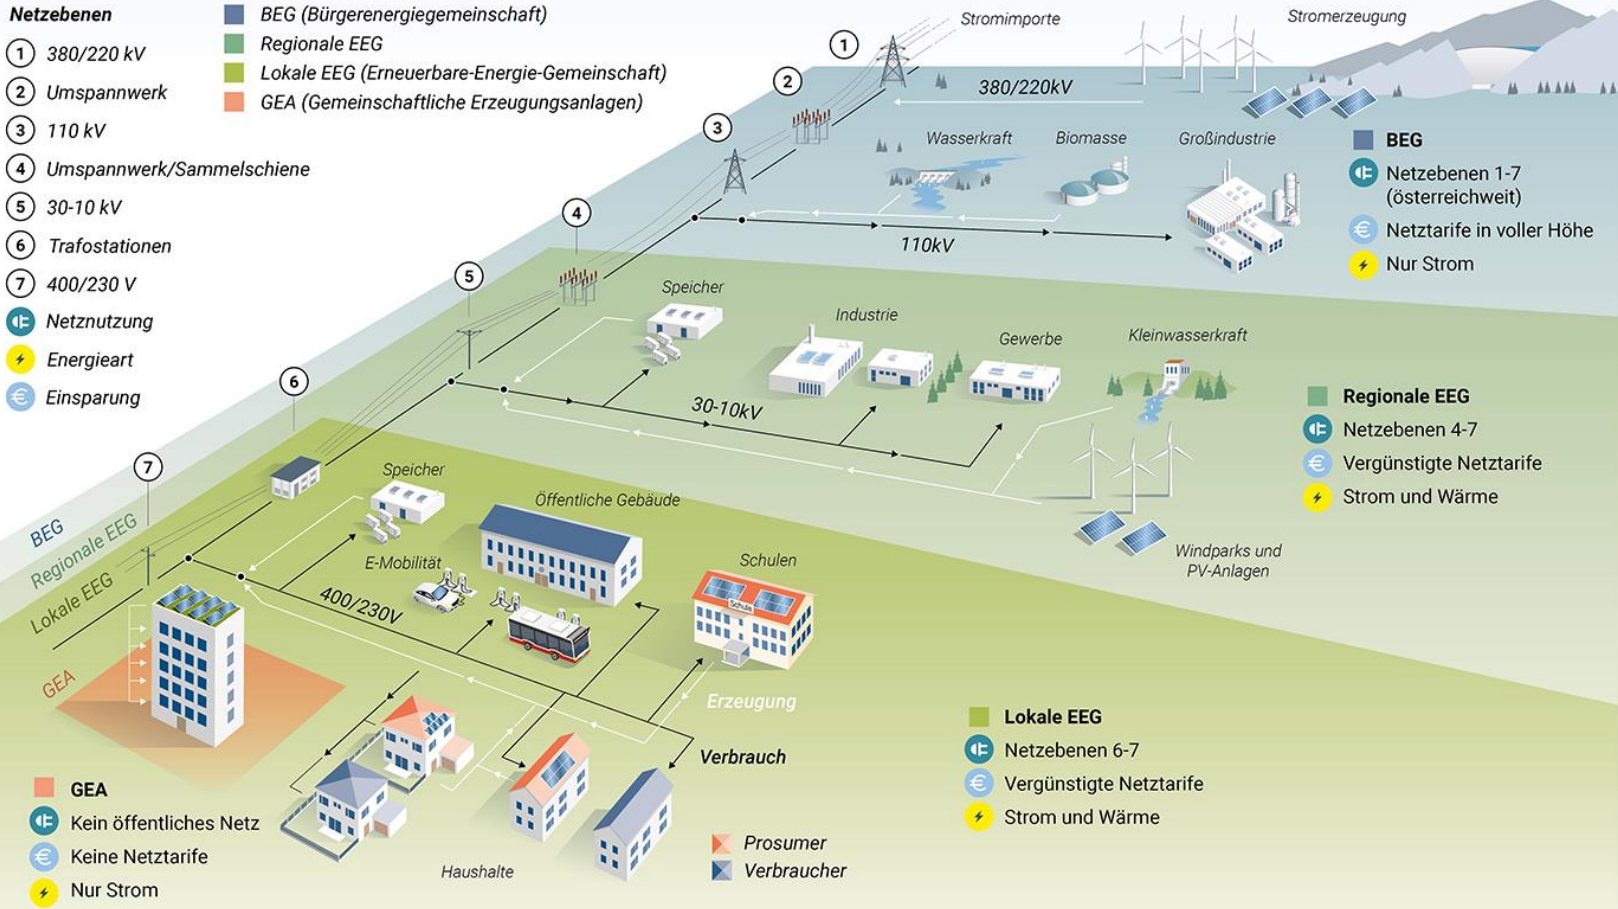 Netzebenen
1 380/220 kV
2 Umspannwerk
3 110 kV
4 Umspannwerk/Sammelschiene
5 30-10 kV
6 Trafostationen
7 400/230 V
Netznutzung
Energieart
€ Einsparung
BEG (Bürgerenergiegemeinschaft)
Regionale EEG
Lokale EEG (Erneuerbare-Energie-Gemeinschaft)
GEA (Gemeinschaftliche Erzeugungsanlagen)
1
Stromimporte
Stromerzeugung
2
380/220kV
3
Wasserkraft
Biomasse
Großindustrie
110kV
BEG
Netzebenen 1-7
(österreichweit)
€ Netztarife in voller Höhe
Nur Strom
4
5
Speicher
Industrie
Gewerbe
Kleinwasserkraft
30-10kV
Windparks und
PV-Anlagen
Regionale EEG
Netzebenen 4-7
€ Vergünstigte Netztarife
Strom und Wärme
6
7
Speicher
Öffentliche Gebäude
E-Mobilität
Schulen
Schule
400/230V
BEG
Regionale EEG
Lokale EEG
GEA
Erzeugung
Verbrauch
Lokale EEG
Netzebenen 6-7
€ Vergünstigte Netztarife
Strom und Wärme
GEA
Kein öffentliches Netz
€ Keine Netztarife
Nur Strom
Haushalte
Prosumer
Verbraucher